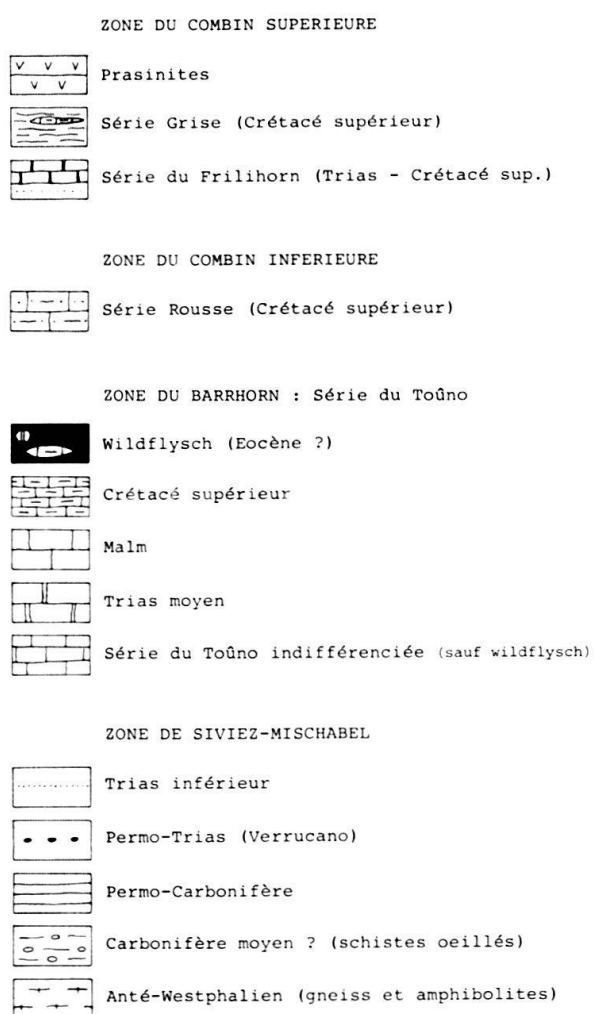 ZONE DU COMBIN SUPERIEURE
Prasinites
Série Grise (Crétacé supérieur)
Série du Frilihorn (Trias - Crétacé sup.)
ZONE DU COMBIN INFERIEURE
Série Rousse (Crétacé supérieur)
ZONE DU BARRHORN : Série du Toûno
Wildflysch (Eocène ?)
Crétacé supérieur
Malm
Trias moyen
Série du Toûno indifférenciée (sauf wildflysch)
ZONE DE SIVIEZ-MISCHABEL
Trias inférieur
Permo-Trias (Verrucano)
Permo-Carbonifère
Carbonifère moyen ? (schistes oeillés)
Anté-Westphalien (gneiss et amphibolites)